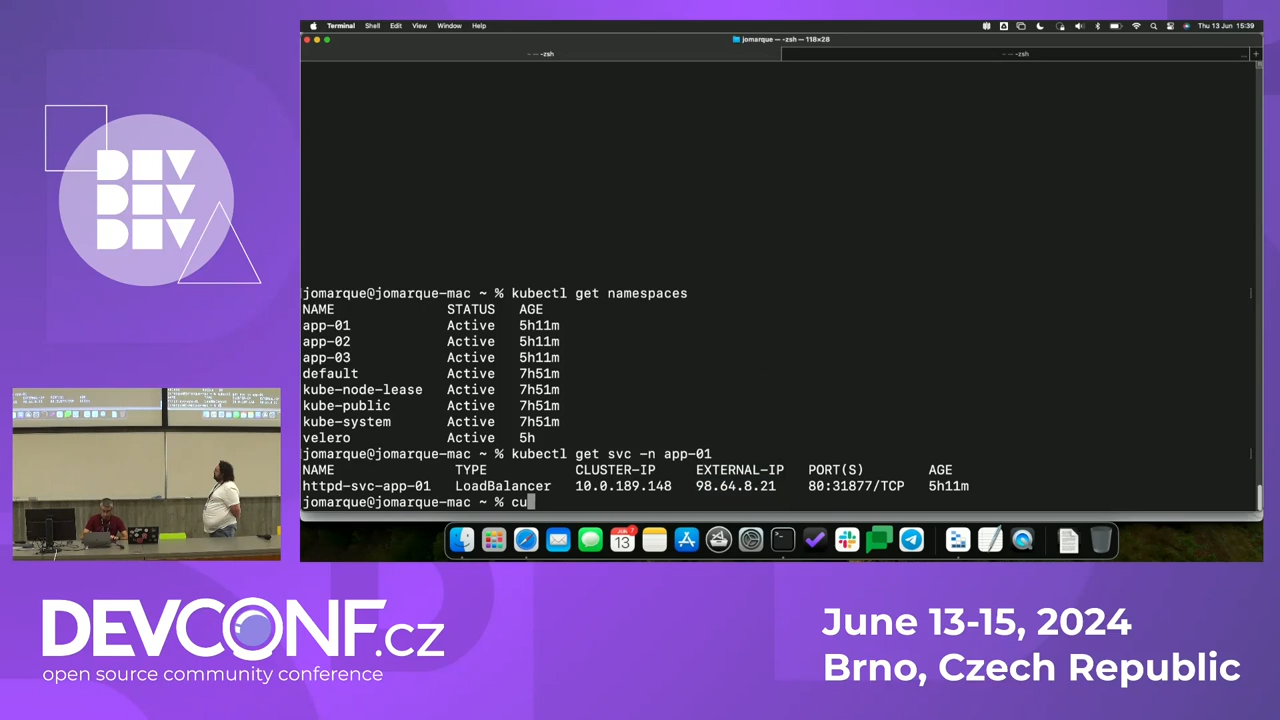 Terminal Shell Edit View Window Help Thu 13 Jun 15:39
jomarque — -zsh — 118×28
-zsh -zsh
jomarque@jomarque-mac ~ % kubectl get namespaces
NAME STATUS AGE
app-01 Active 5h11m
app-02 Active 5h11m
app-03 Active 5h11m
default Active 7h51m
kube-node-lease Active 7h51m
kube-public Active 7h51m
kube-system Active 7h51m
velero Active 5h
jomarque@jomarque-mac ~ % kubectl get svc -n app-01
NAME TYPE CLUSTER-IP EXTERNAL-IP PORT(S) AGE
httpd-svc-app-01 LoadBalancer 10.0.189.148 98.64.8.21 80:31877/TCP 5h11m
jomarque@jomarque-mac ~ % cu
7
13
DEV
DEV
DEV
DEVCONF.cz
open source community conference
June 13-15, 2024
Brno, Czech Republic